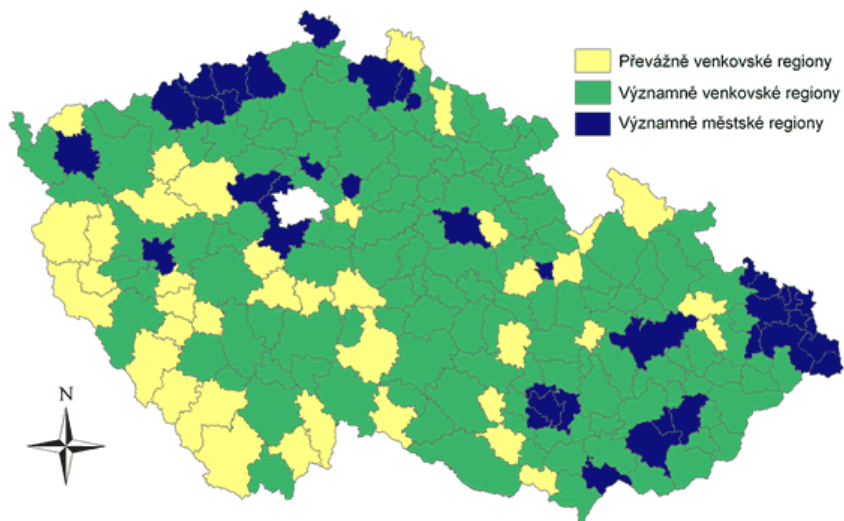 Převážně venkovské regiony
Významně venkovské regiony
Významně městské regiony
N